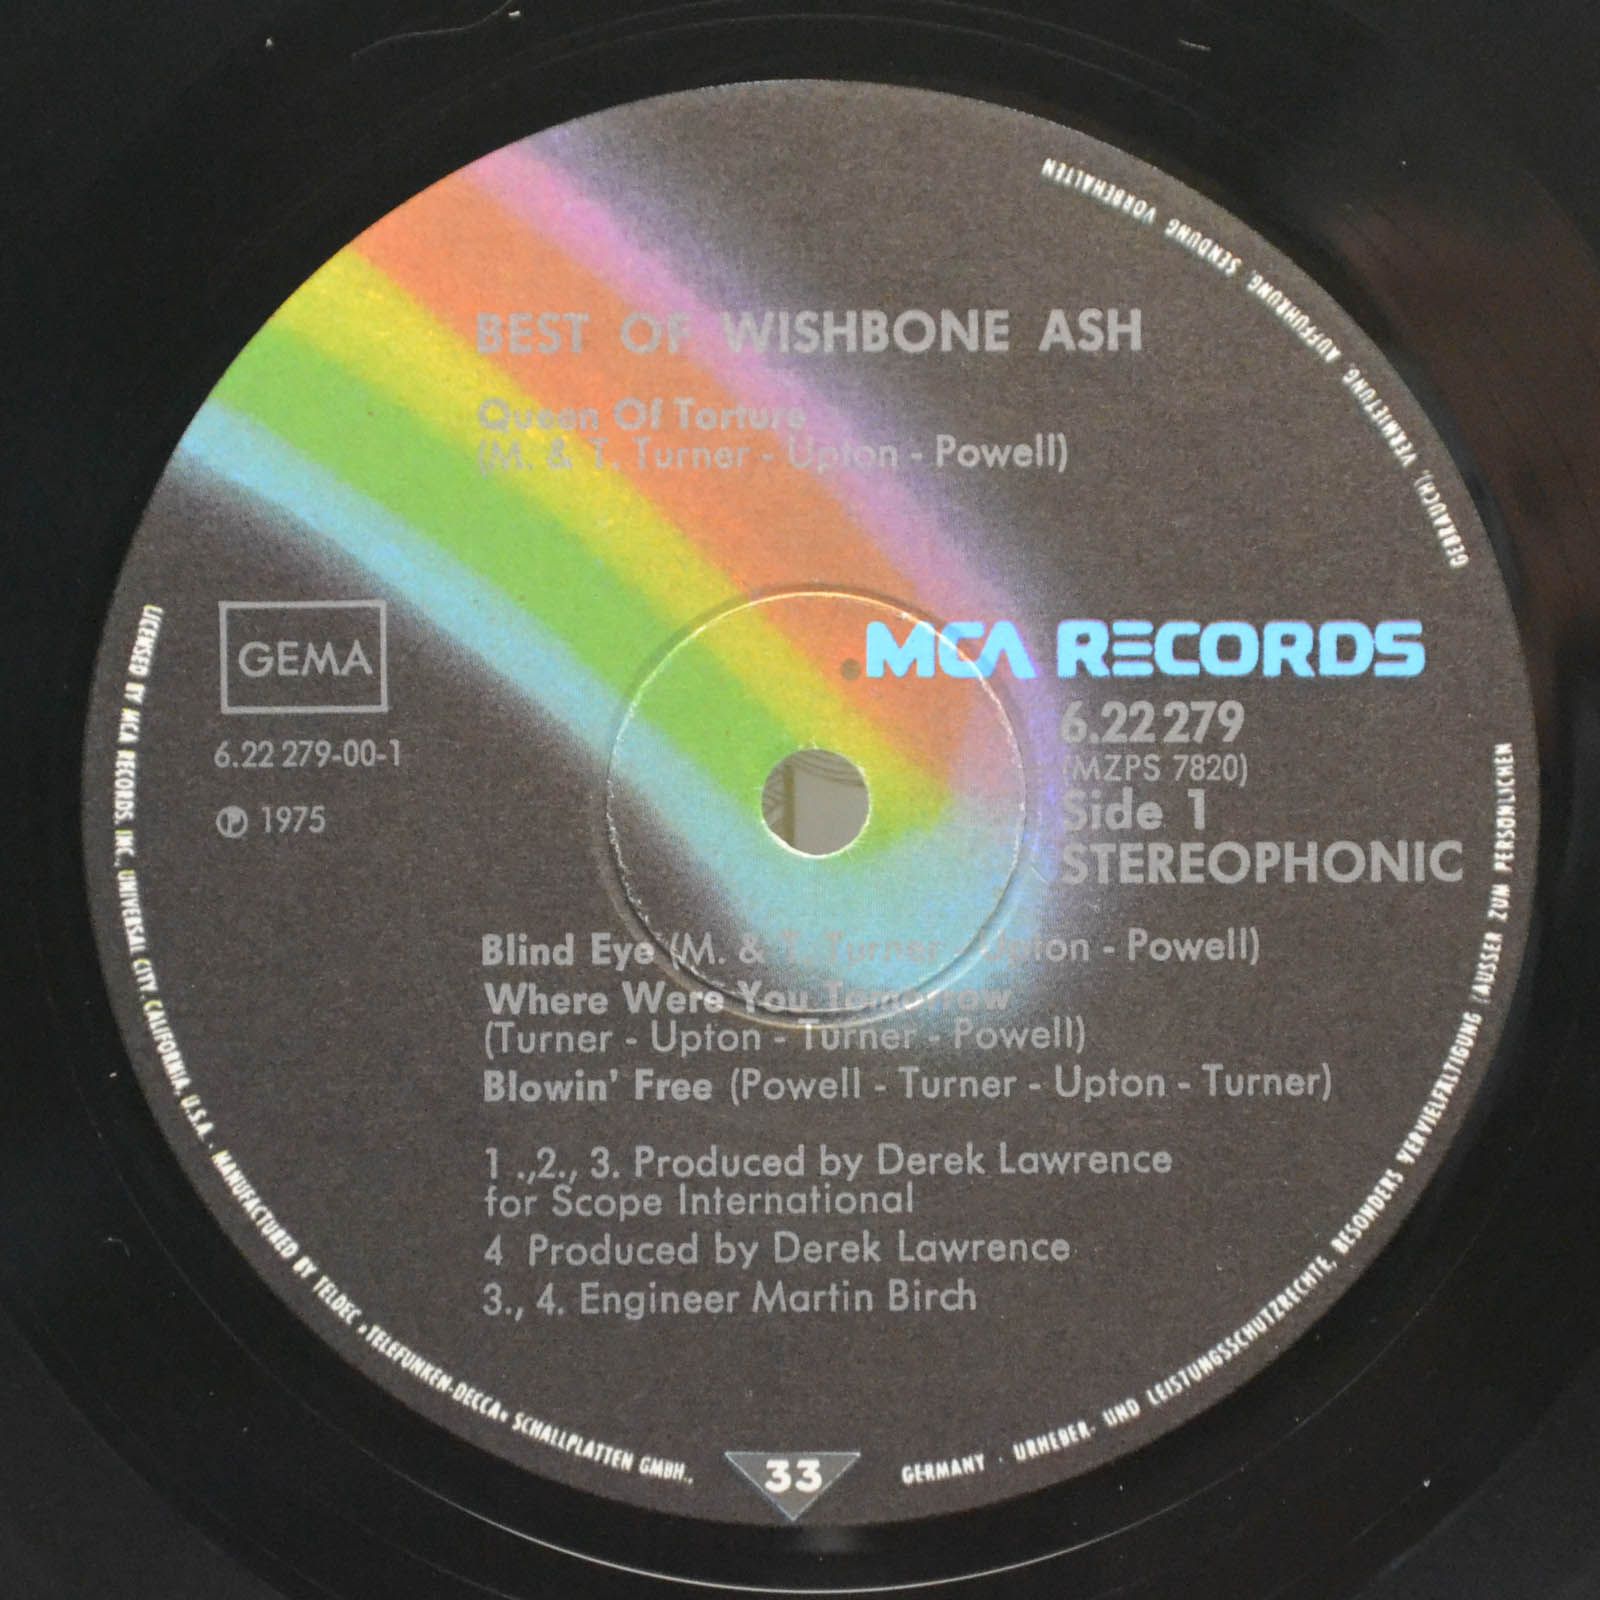 BEST OF WISHBONE ASH
Queen Of Torture
(M. & T. Turner - Upton - Powell)
MCA RECORDS
GEMA
6.22 279-00-1
Ⓟ 1975
6.22 279
(MZPS 7820)
Side 1
STEREOPHONIC
Blind Eye (M. & T. Turner - Upton - Powell)
Where Were You Tomorrow
(Turner - Upton - Turner - Powell)
Blowin' Free (Powell - Turner - Upton - Turner)
1 .,2., 3. Produced by Derek Lawrence
for Scope International
4 Produced by Derek Lawrence
3., 4. Engineer Martin Birch
33
LICENSED BY MCA RECORDS, INC., UNIVERSAL CITY, CALIFORNIA, U.S.A. · MANUFACTURED BY TELDEC »TELEFUNKEN-DECCA« SCHALLPLATTEN GMBH.,
GERMANY · URHEBER- UND LEISTUNGSSCHUTZRECHTE, BESONDERS VERVIELFALTIGUNG (AUSSER ZUM PERSONLICHEN
GEBRAUCH), VERMIETUNG, AUFFUHRUNG, SENDUNG VORBEHALTEN